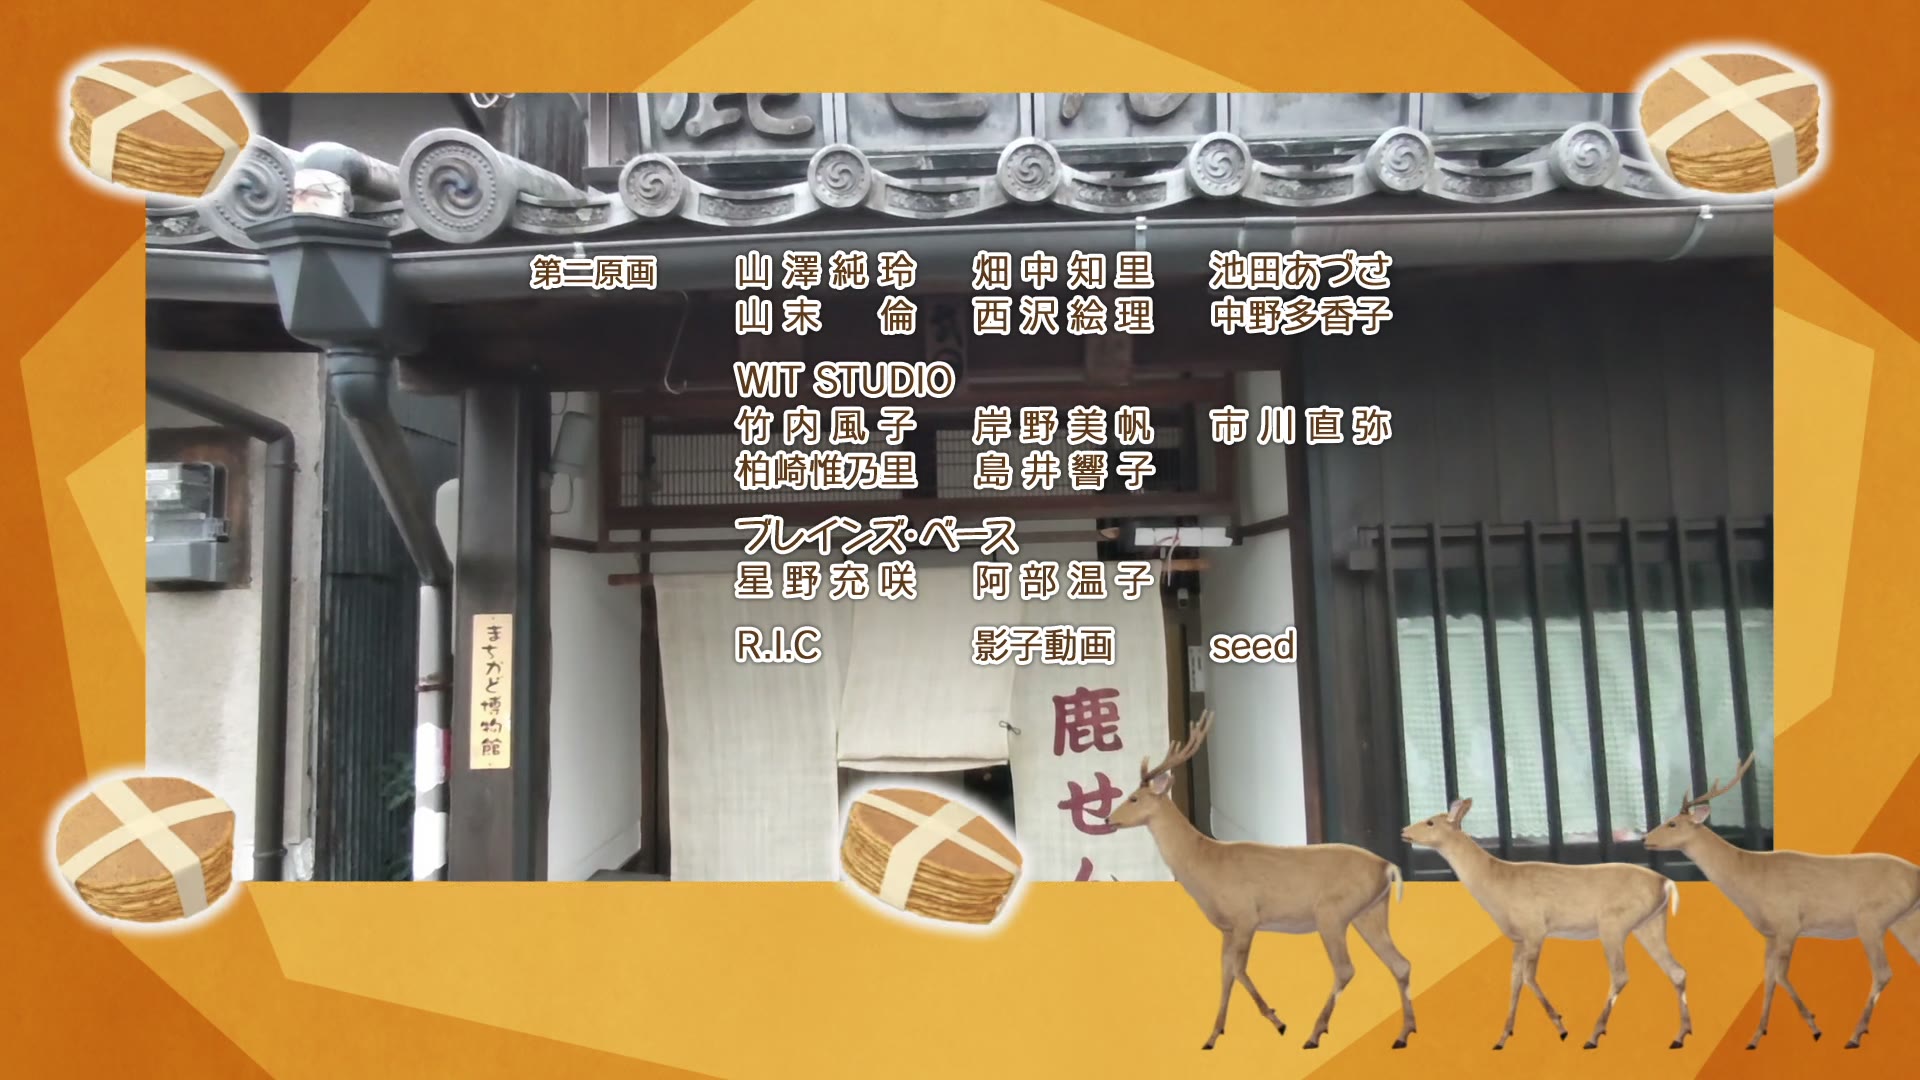 第二原画 山澤純玲 畑中知里 池田あづさ
山末 倫 西沢絵理 中野多香子
WIT STUDIO
竹内風子 岸野美帆 市川直弥
柏崎惟乃里 島井響子
ブレインズ・ベース
星野充咲 阿部温子
R.I.C 影子動画 seed
まちかど博物館
鹿せん